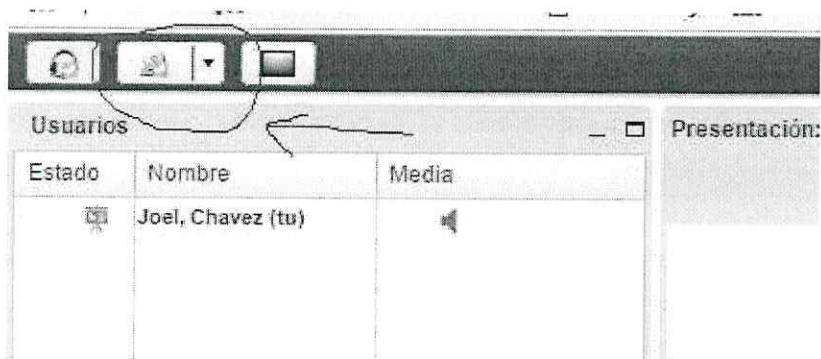 Usuarios
Presentación:
Estado Nombre Media
Joel, Chavez (tu)